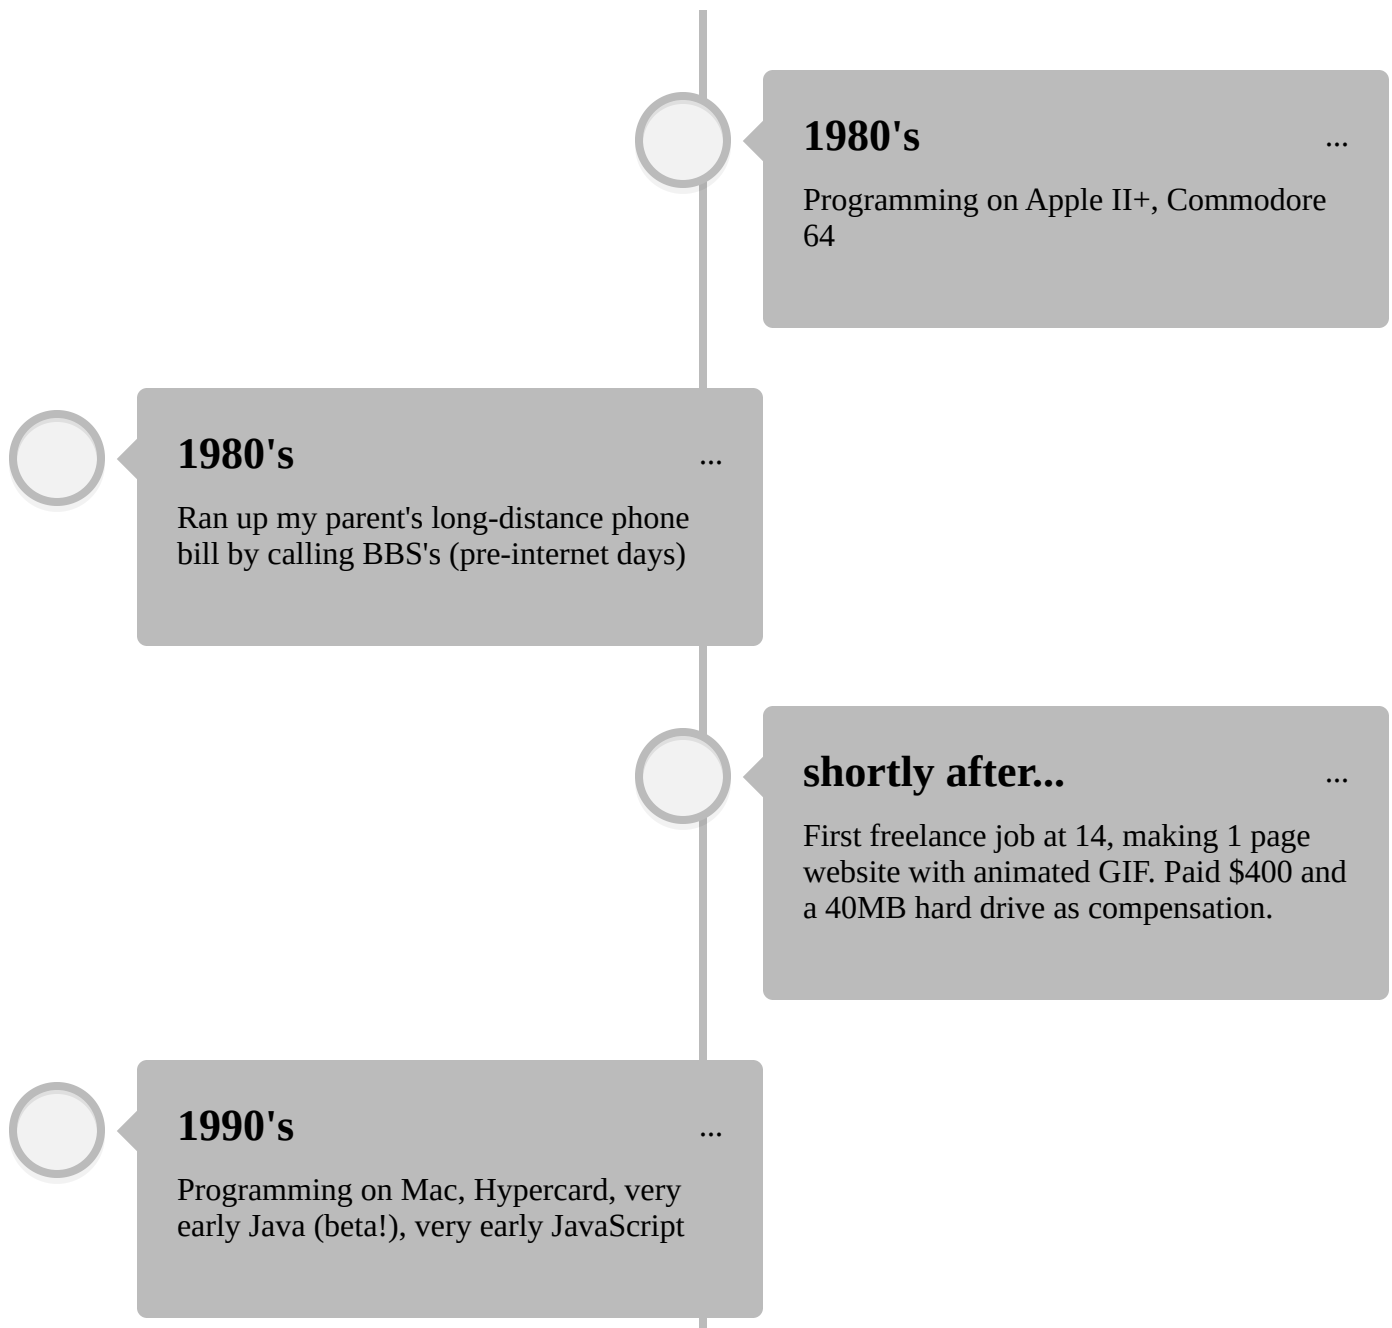 1980's ...
Programming on Apple II+, Commodore
64
1980's ...
Ran up my parent's long-distance phone
bill by calling BBS's (pre-internet days)
shortly after... ...
First freelance job at 14, making 1 page
website with animated GIF. Paid $400 and
a 40MB hard drive as compensation.
1990's ...
Programming on Mac, Hypercard, very
early Java (beta!), very early JavaScript